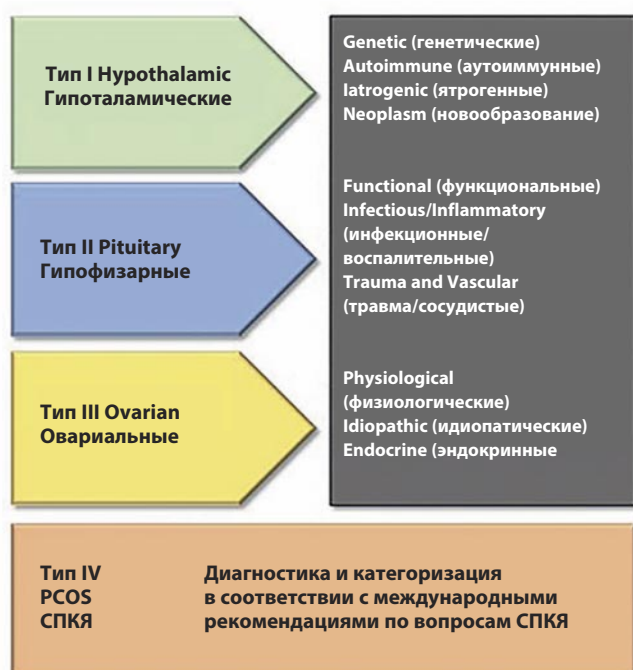 Тип I Hypothalamic
Гипоталамические
Genetic (генетические)
Autoimmune (аутоиммунные)
Iatrogenic (ятрогенные)
Neoplasm (новообразование)
Тип II Pituitary
Гипофизарные
Functional (функциональные)
Infectious/Inflammatory
(инфекционные/
воспалительные)
Trauma and Vascular
(травма/сосудистые)
Тип III Ovarian
Овариальные
Physiological
(физиологические)
Idiopathic (идиопатические)
Endocrine (эндокринные
Тип IV
PCOS
СПКЯ
Диагностика и категоризация
в соответствии с международными
рекомендациями по вопросам СПКЯ